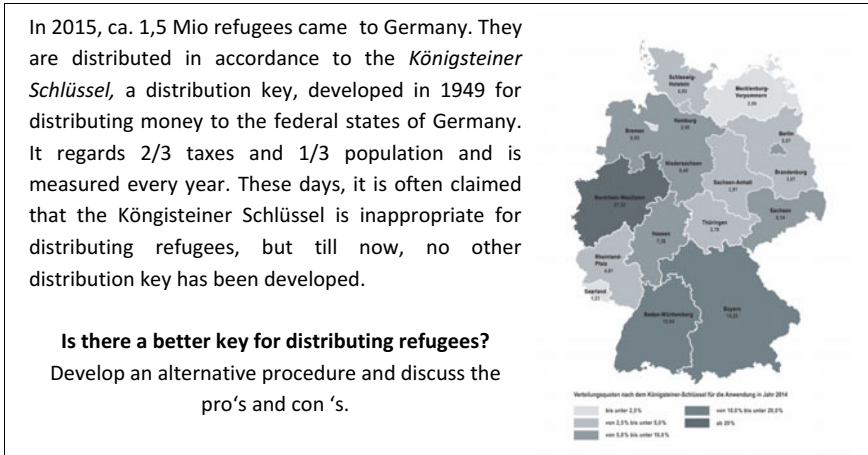 In 2015, ca. 1,5 Mio refugees came to Germany. They
are distributed in accordance to the Königsteiner
Schlüssel, a distribution key, developed in 1949 for
distributing money to the federal states of Germany.
It regards 2/3 taxes and 1/3 population and is
measured every year. These days, it is often claimed
that the Köngisteiner Schlüssel is inappropriate for
distributing refugees, but till now, no other
distribution key has been developed.
Is there a better key for distributing refugees?
Develop an alternative procedure and discuss the
pro's and con 's.
Schleswig-
Holstein
Mecklenburg-
Vorpommern
Hamburg
Bremen
Berlin
Niedersachsen
Brandenburg
Sachsen-Anhalt
Nordrhein-Westfalen
Sachsen
Thüringen
Hessen
Rheinland-
Pfalz
Saarland
Bayern
Baden-Württemberg
Verteilungsquoten nach dem Königsteiner-Schlüssel für die Anwendung in Jahr 2014
bis unter 2,5%
von 2,5% bis unter 5,0%
von 5,0% bis unter 10,0%
von 10,0% bis unter 20,0%
ab 20%